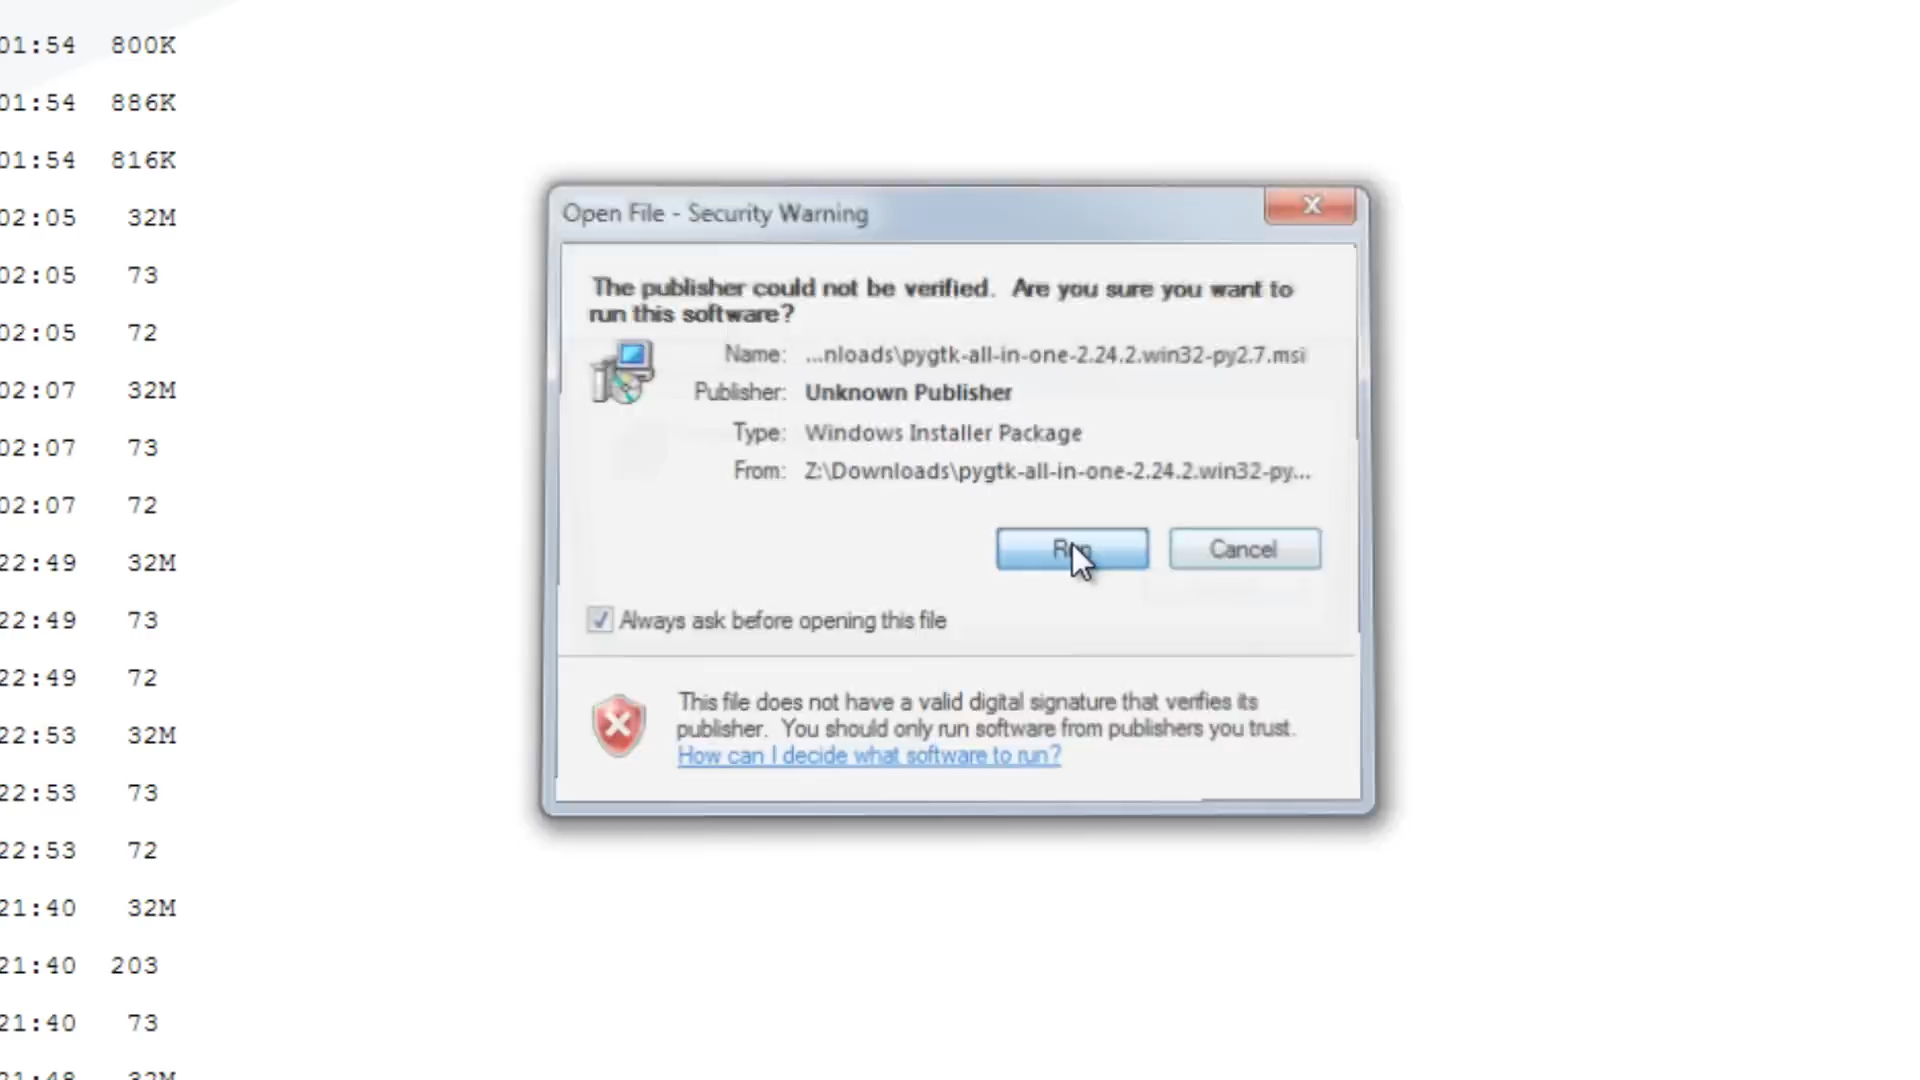 01:54 800K
01:54 886K
01:54 816K
02:05 32M
02:05 73
02:05 72
02:07 32M
02:07 73
02:07 72
22:49 32M
22:49 73
22:49 72
22:53 32M
22:53 73
22:53 72
21:40 32M
21:40 203
21:40 73
21:48 32M
Open File - Security Warning
The publisher could not be verified. Are you sure you want to
run this software?
Name: ...nloads\pygtk-all-in-one-2.24.2.win32-py2.7.msi
Publisher: Unknown Publisher
Type: Windows Installer Package
From: Z:\Downloads\pygtk-all-in-one-2.24.2.win32-py...
Run Cancel
Always ask before opening this file
This file does not have a valid digital signature that verifies its
publisher. You should only run software from publishers you trust.
How can I decide what software to run?